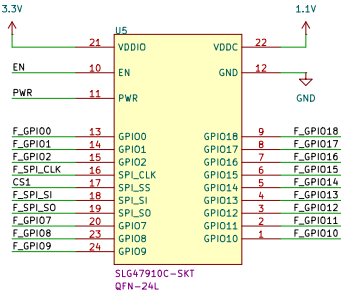 3.3V
1.1V
U5
21 VDDIO VDDC 22
EN 10 EN GND 12
PWR 11 PWR
GND
F_GPIO0 13 GPIO0 GPIO18 9 F_GPIO18
F_GPIO1 14 GPIO1 GPIO17 8 F_GPIO17
F_GPIO2 15 GPIO2 GPIO16 7 F_GPIO16
F_SPI_CLK 16 SPI_CLK GPIO15 6 F_GPIO15
CS1 17 SPI_SS GPIO14 5 F_GPIO14
F_SPI_SI 18 SPI_SI GPIO13 4 F_GPIO13
F_SPI_SO 19 SPI_SO GPIO12 3 F_GPIO12
F_GPIO7 20 GPIO7 GPIO11 2 F_GPIO11
F_GPIO8 23 GPIO8 GPIO10 1 F_GPIO10
F_GPIO9 24 GPIO9
SLG47910C-SKT
QFN-24L